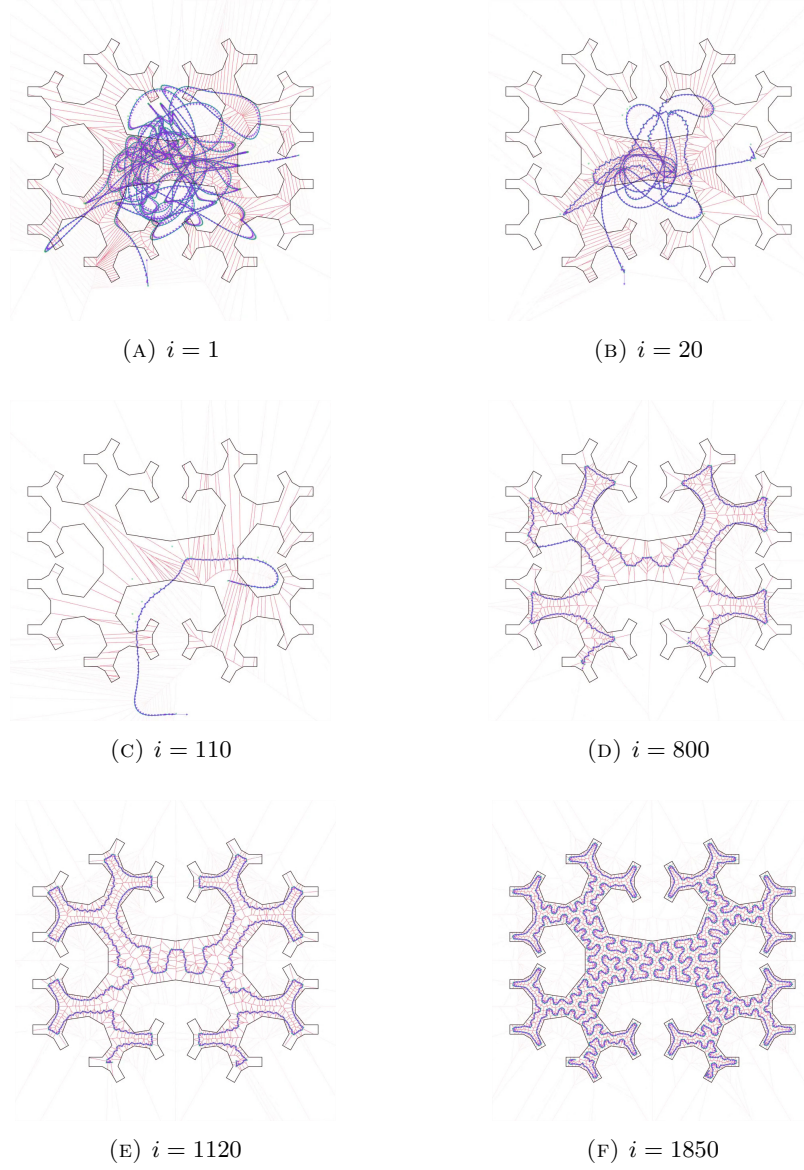 (A) i = 1
(B) i = 20
(C) i = 110
(D) i = 800
(E) i = 1120
(F) i = 1850